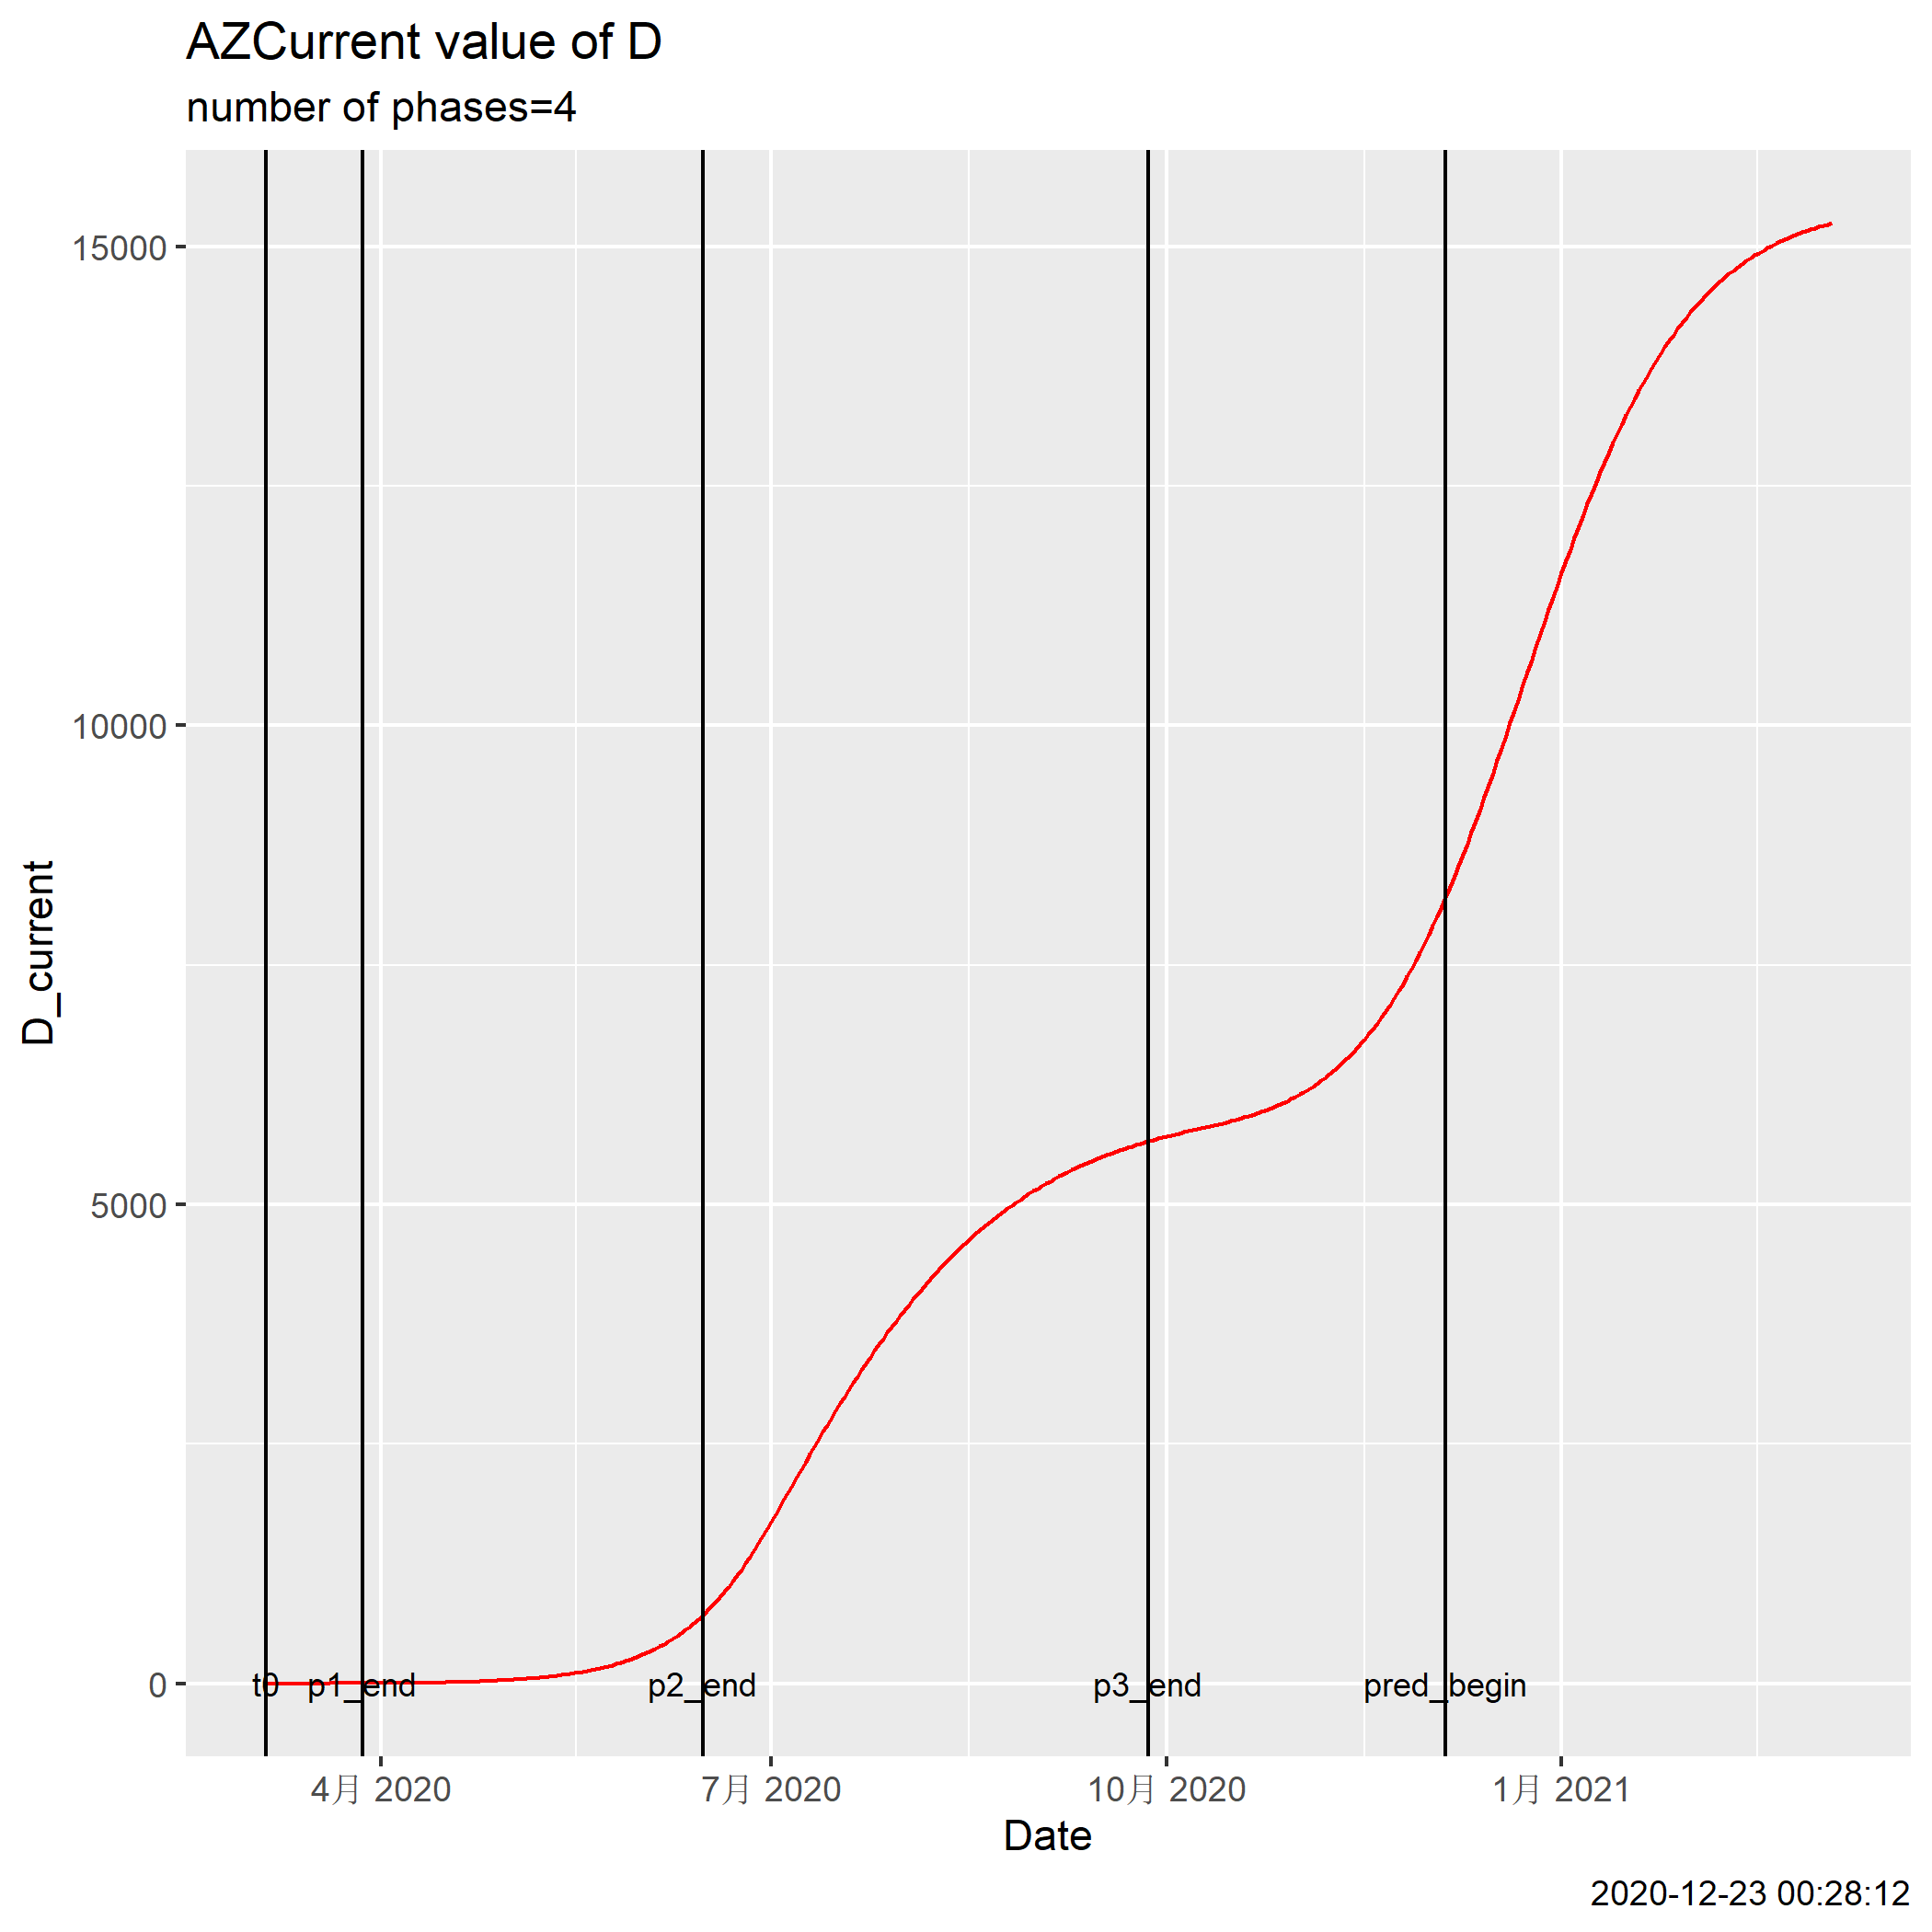 AZCurrent value of D
number of phases=4
15000
10000
5000
0
D_current
t0 p1_end p2_end p3_end pred_begin
4月 2020 7月 2020 10月 2020 1月 2021
Date
2020-12-23 00:28:12